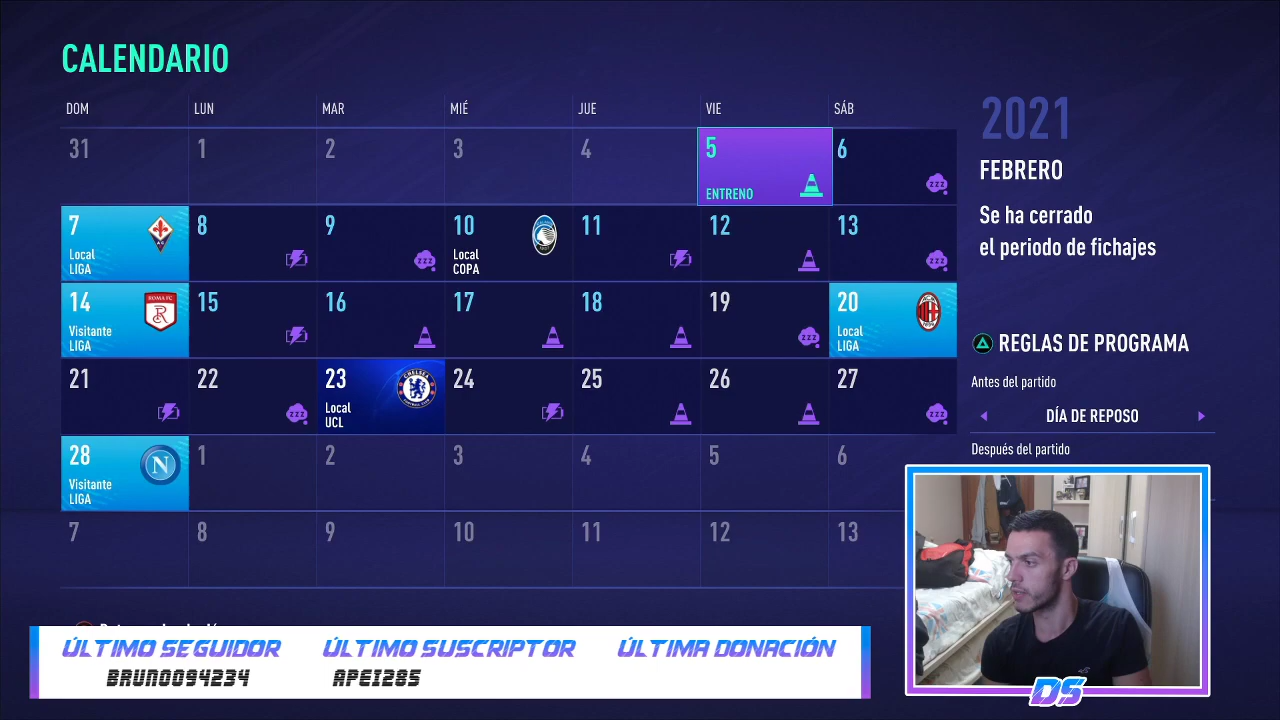 CALENDARIO
DOM LUN MAR MIÉ JUE VIE SÁB
31 1 2 3 4 5 6
ENTRENO
7 8 9 10 11 12 13
Local
LIGA
Local
COPA
14 15 16 17 18 19 20
ROMA FC
Visitante
LIGA
Local
LIGA
21 22 23 24 25 26 27
CHELSEA
Local
UCL
28 1 2 3 4 5 6
N
Visitante
LIGA
7 8 9 10 11 12 13
2021
FEBRERO
Se ha cerrado
el periodo de fichajes
REGLAS DE PROGRAMA
Antes del partido
DÍA DE REPOSO
Después del partido
ÚLTIMO SEGUIDOR ÚLTIMO SUSCRIPTOR ÚLTIMA DONACIÓN
BRUNO094234 APEI285
DS